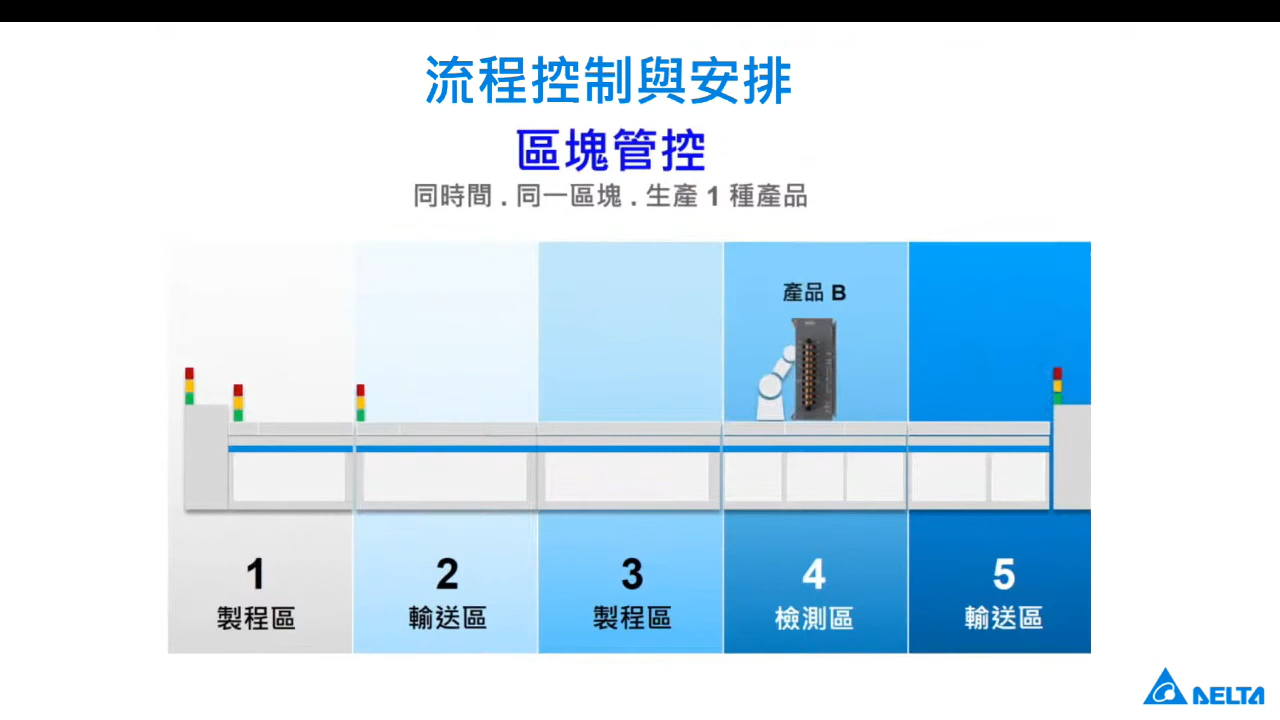 流程控制與安排
區塊管控
同時間 . 同一區塊 . 生產 1 種產品
產品 B
1
製程區
2
輸送區
3
製程區
4
檢測區
5
輸送區
DELTA